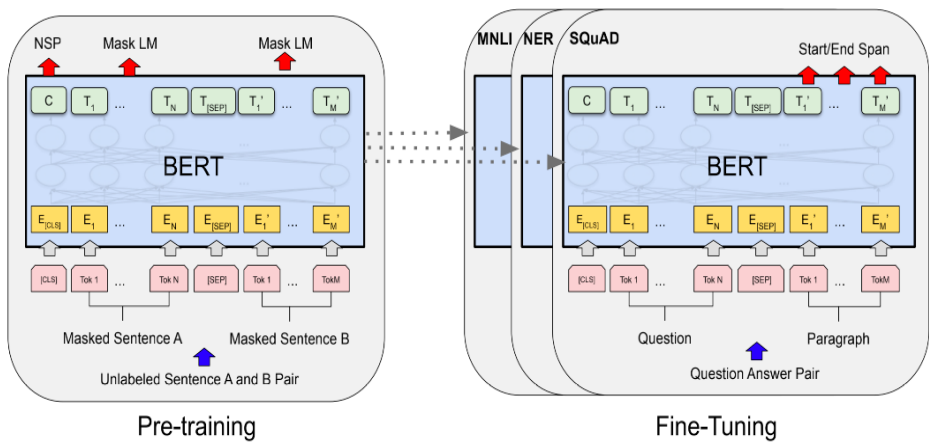 NSP Mask LM Mask LM
C T1 ... TN T[SEP] T1' ... TM'
BERT
E[CLS] E1 ... EN E[SEP] E1' ... EM'
[CLS] Tok 1 ... Tok N [SEP] Tok 1 ... TokM
Masked Sentence A Masked Sentence B
Unlabeled Sentence A and B Pair
Pre-training
MNLI NER SQuAD
Start/End Span
C T1 ... TN T[SEP] T1' ... TM'
BERT
E[CLS] E1 ... EN E[SEP] E1' ... EM'
[CLS] Tok 1 ... Tok N [SEP] Tok 1 ... TokM
Question Paragraph
Question Answer Pair
Fine-Tuning